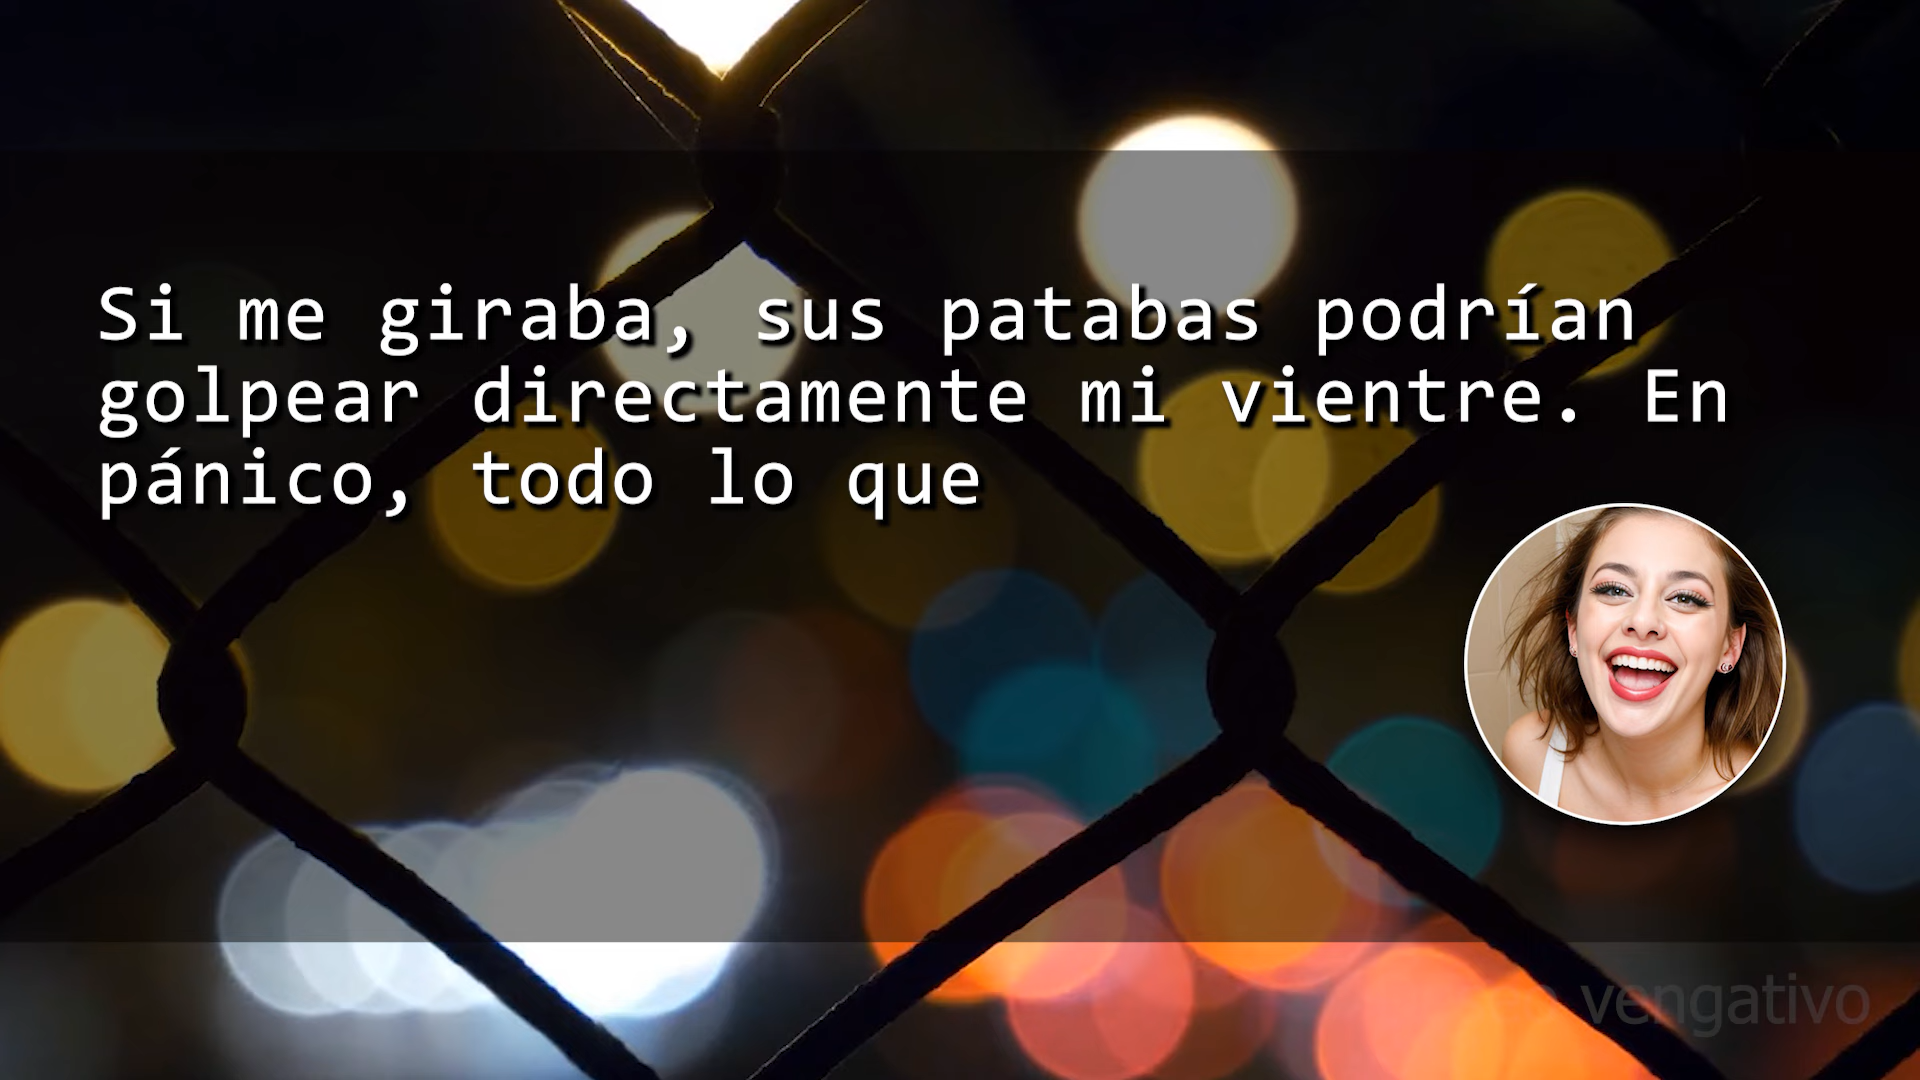 Si me giraba, sus patabas podrían
golpear directamente mi vientre. En
pánico, todo lo que
vengativo